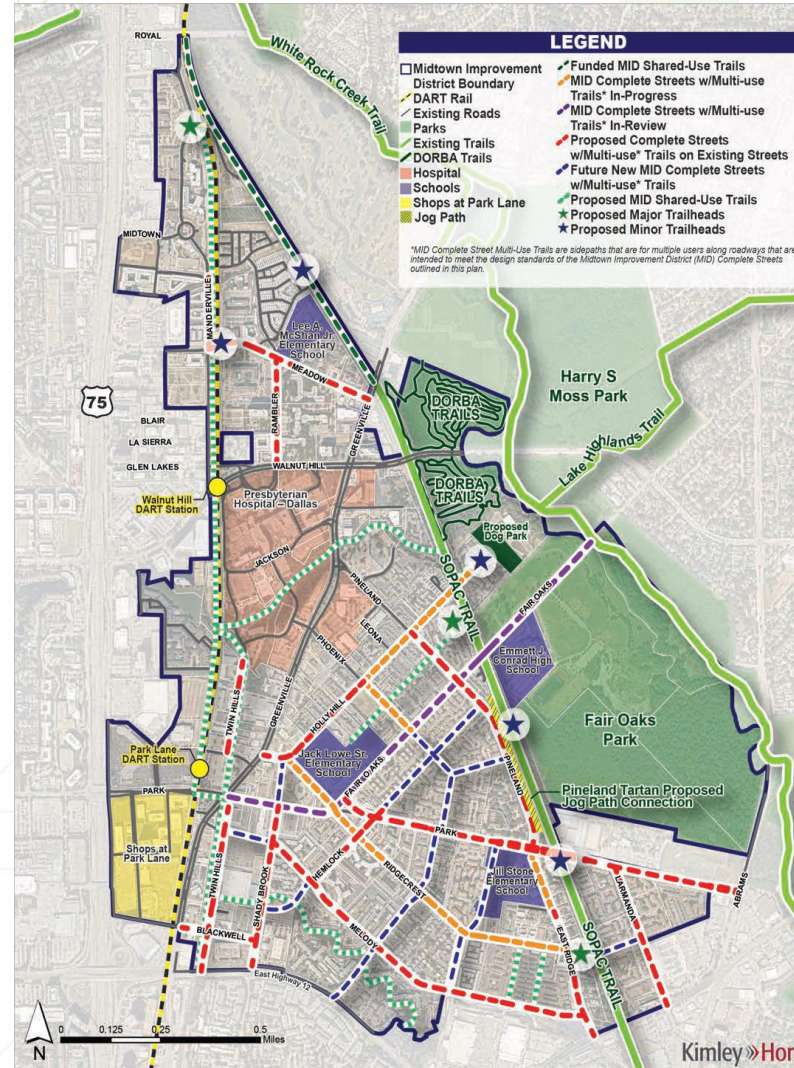 ROYAL
White Rock Creek Trail
LEGEND
Midtown Improvement
District Boundary
DART Rail
Existing Roads
Parks
Existing Trails
DORBA Trails
Hospital
Schools
Shops at Park Lane
Jog Path
Funded MID Shared-Use Trails
MID Complete Streets w/Multi-use
Trails* In-Progress
MID Complete Streets w/Multi-use
Trails* In-Review
Proposed Complete Streets
w/Multi-use* Trails on Existing Streets
Future New MID Complete Streets
w/Multi-use* Trails
Proposed MID Shared-Use Trails
Proposed Major Trailheads
Proposed Minor Trailheads
*MID Complete Street Multi-Use Trails are sidepaths that are for multiple users along roadways that are
intended to meet the design standards of the Midtown Improvement District (MID) Complete Streets
outlined in this plan.
MIDTOWN
MANDERVILLE
Lee A.
McShan Jr.
Elementary
School
MEADOW
RAMBLER
GREENVILLE
75
BLAIR
LA SIERRA
GLEN LAKES
WALNUT HILL
Walnut Hill
DART Station
Presbyterian
Hospital – Dallas
JACKSON
DORBA
TRAILS
DORBA
TRAILS
Harry S
Moss Park
Lake Highlands Trail
Proposed
Dog Park
SOPAC TRAIL
PINELAND
LEONA
PHOENIX
FAIR OAKS
Emmett J.
Conrad High
School
GREENVILLE
TWIN HILLS
HOLLY HILL
Jack Lowe Sr.
Elementary
School
FAIR OAKS
Fair Oaks
Park
PINELAND
Pineland Tartan Proposed
Jog Path Connection
Park Lane
DART Station
PARK
Shops at
Park Lane
PARK
HEMLOCK
RIDGECREST
Jill Stone
Elementary
School
TWIN HILLS
SHADY BROOK
MELODY
BLACKWELL
EAST RIDGE
LARMANDA
ABRAMS
SOPAC TRAIL
East Highway 12
N
0 0.125 0.25 0.5
Miles
Kimley»Hor